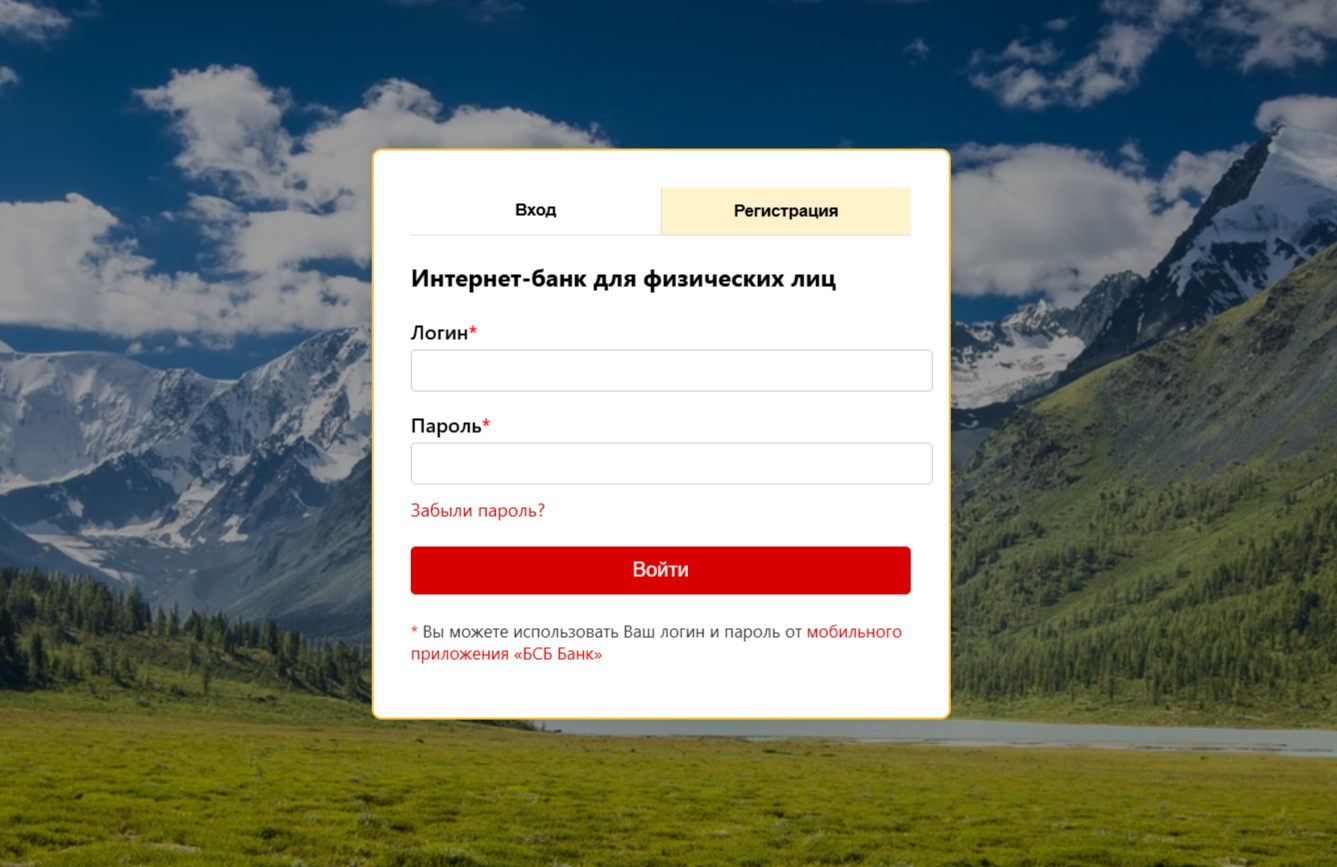 Вход
Регистрация
Интернет-банк для физических лиц
Логин*
Пароль*
Забыли пароль?
Войти
* Вы можете использовать Ваш логин и пароль от мобильного
приложения «БСБ Банк»